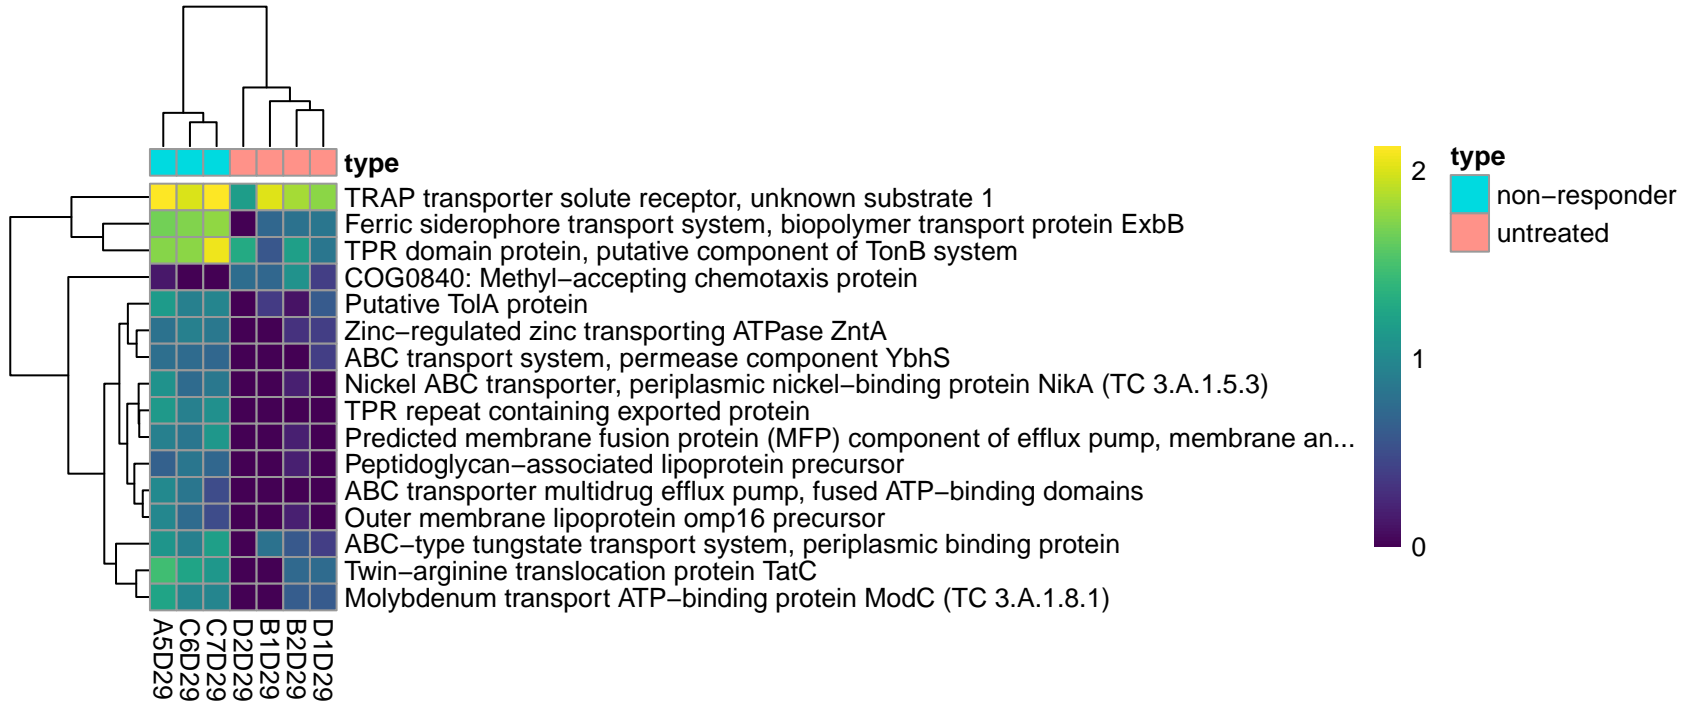 type
TRAP transporter solute receptor, unknown substrate 1
Ferric siderophore transport system, biopolymer transport protein ExbB
TPR domain protein, putative component of TonB system
COG0840: Methyl−accepting chemotaxis protein
Putative TolA protein
Zinc−regulated zinc transporting ATPase ZntA
ABC transport system, permease component YbhS
Nickel ABC transporter, periplasmic nickel−binding protein NikA (TC 3.A.1.5.3)
TPR repeat containing exported protein
Predicted membrane fusion protein (MFP) component of efflux pump, membrane an...
Peptidoglycan−associated lipoprotein precursor
ABC transporter multidrug efflux pump, fused ATP−binding domains
Outer membrane lipoprotein omp16 precursor
ABC−type tungstate transport system, periplasmic binding protein
Twin−arginine translocation protein TatC
Molybdenum transport ATP−binding protein ModC (TC 3.A.1.8.1)
A5D29
C6D29
C7D29
D2D29
B1D29
B2D29
D1D29
2
1
0
type
non−responder
untreated